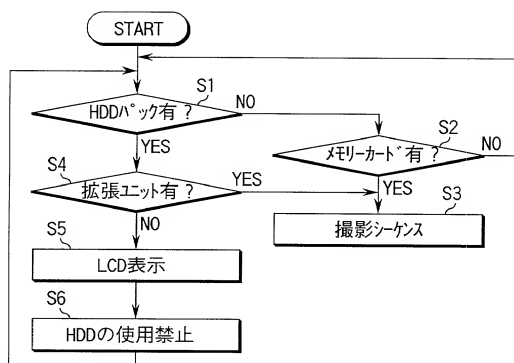 START
S1
HDDパック有 ?
NO
YES
S2
メモリーカード有 ?
NO
YES
S4
拡張ユニット有 ?
YES
NO
S3
撮影シーケンス
S5
LCD表示
S6
HDDの使用禁止